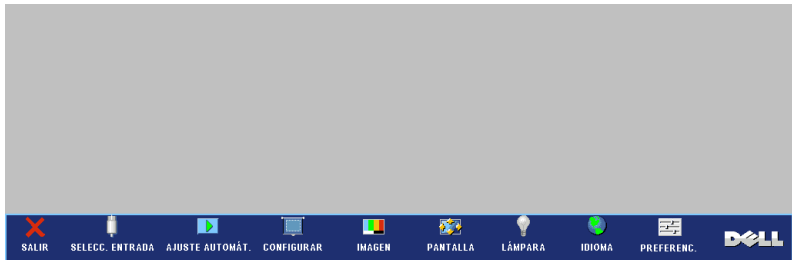 SALIR SELECC. ENTRADA AJUSTE AUTOMÁT. CONFIGURAR IMAGEN PANTALLA LÁMPARA IDIOMA PREFERENC. DELL